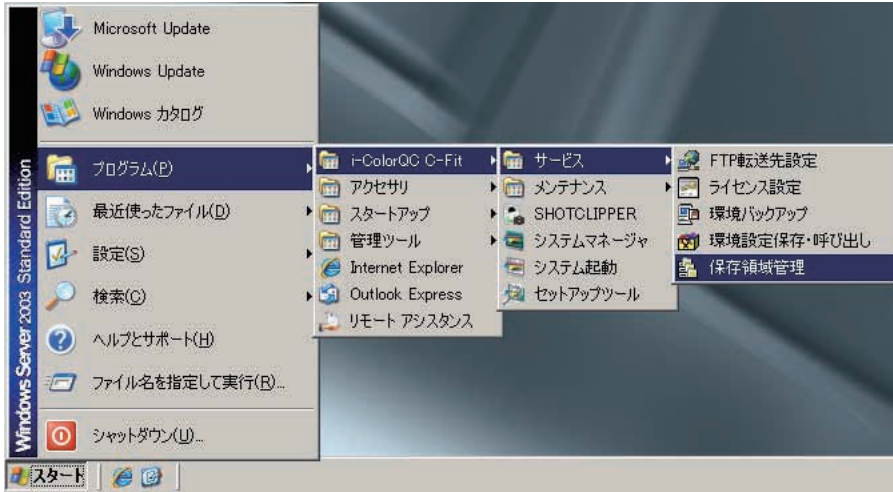 Microsoft Update
Windows Update
Windows カタログ
プログラム(P)
最近使ったファイル(D)
設定(S)
検索(C)
ヘルプとサポート(H)
ファイル名を指定して実行(R)...
シャットダウン(U)...
Windows Server 2003 Standard Edition
i-ColorQC C-Fit
アクセサリ
スタートアップ
管理ツール
Internet Explorer
Outlook Express
リモート アシスタンス
サービス
メンテナンス
SHOTCLIPPER
システムマネージャ
システム起動
セットアップツール
FTP転送先設定
ライセンス設定
環境バックアップ
環境設定保存・呼び出し
保存領域管理
スタート